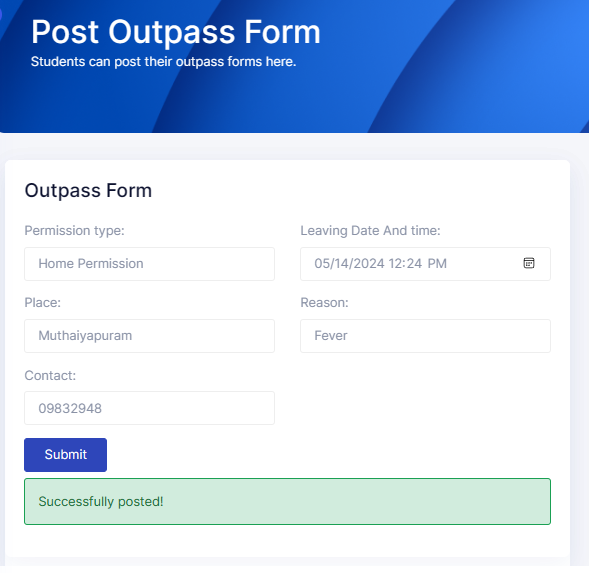 Post Outpass Form
Students can post their outpass forms here.
Outpass Form
Permission type:
Home Permission
Leaving Date And time:
05/14/2024 12:24 PM
Place:
Muthaiyapuram
Reason:
Fever
Contact:
09832948
Submit
Successfully posted!